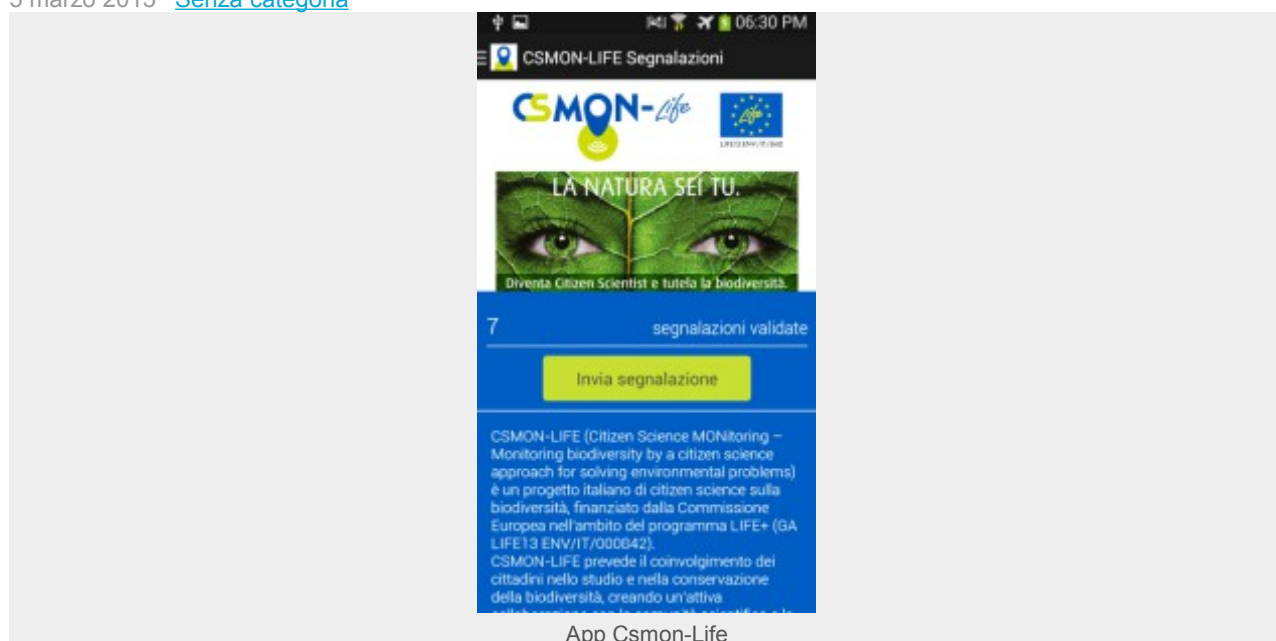 5 marzo 2015 Senza categoria
06:30 PM
CSMON-LIFE Segnalazioni
CSMON-Life
Life
LA NATURA SEI TU.
Diventa Citizen Scientist e tutela la biodiversità.
7 segnalazioni validate
Invia segnalazione
CSMON-LIFE (Citizen Science MONitoring –
Monitoring biodiversity by a citizen science
approach for solving environmental problems)
è un progetto italiano di citizen science sulla
biodiversità, finanziato dalla Commissione
Europea nell'ambito del programma LIFE+ (GA
LIFE13 ENV/IT/000842).
CSMON-LIFE prevede il coinvolgimento dei
cittadini nello studio e nella conservazione
della biodiversità, creando un'attiva
App Csmon-Life